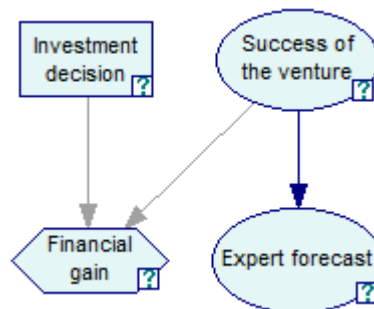 Investment
decision
?
Success of
the venture
?
Financial
gain
?
Expert forecast
?